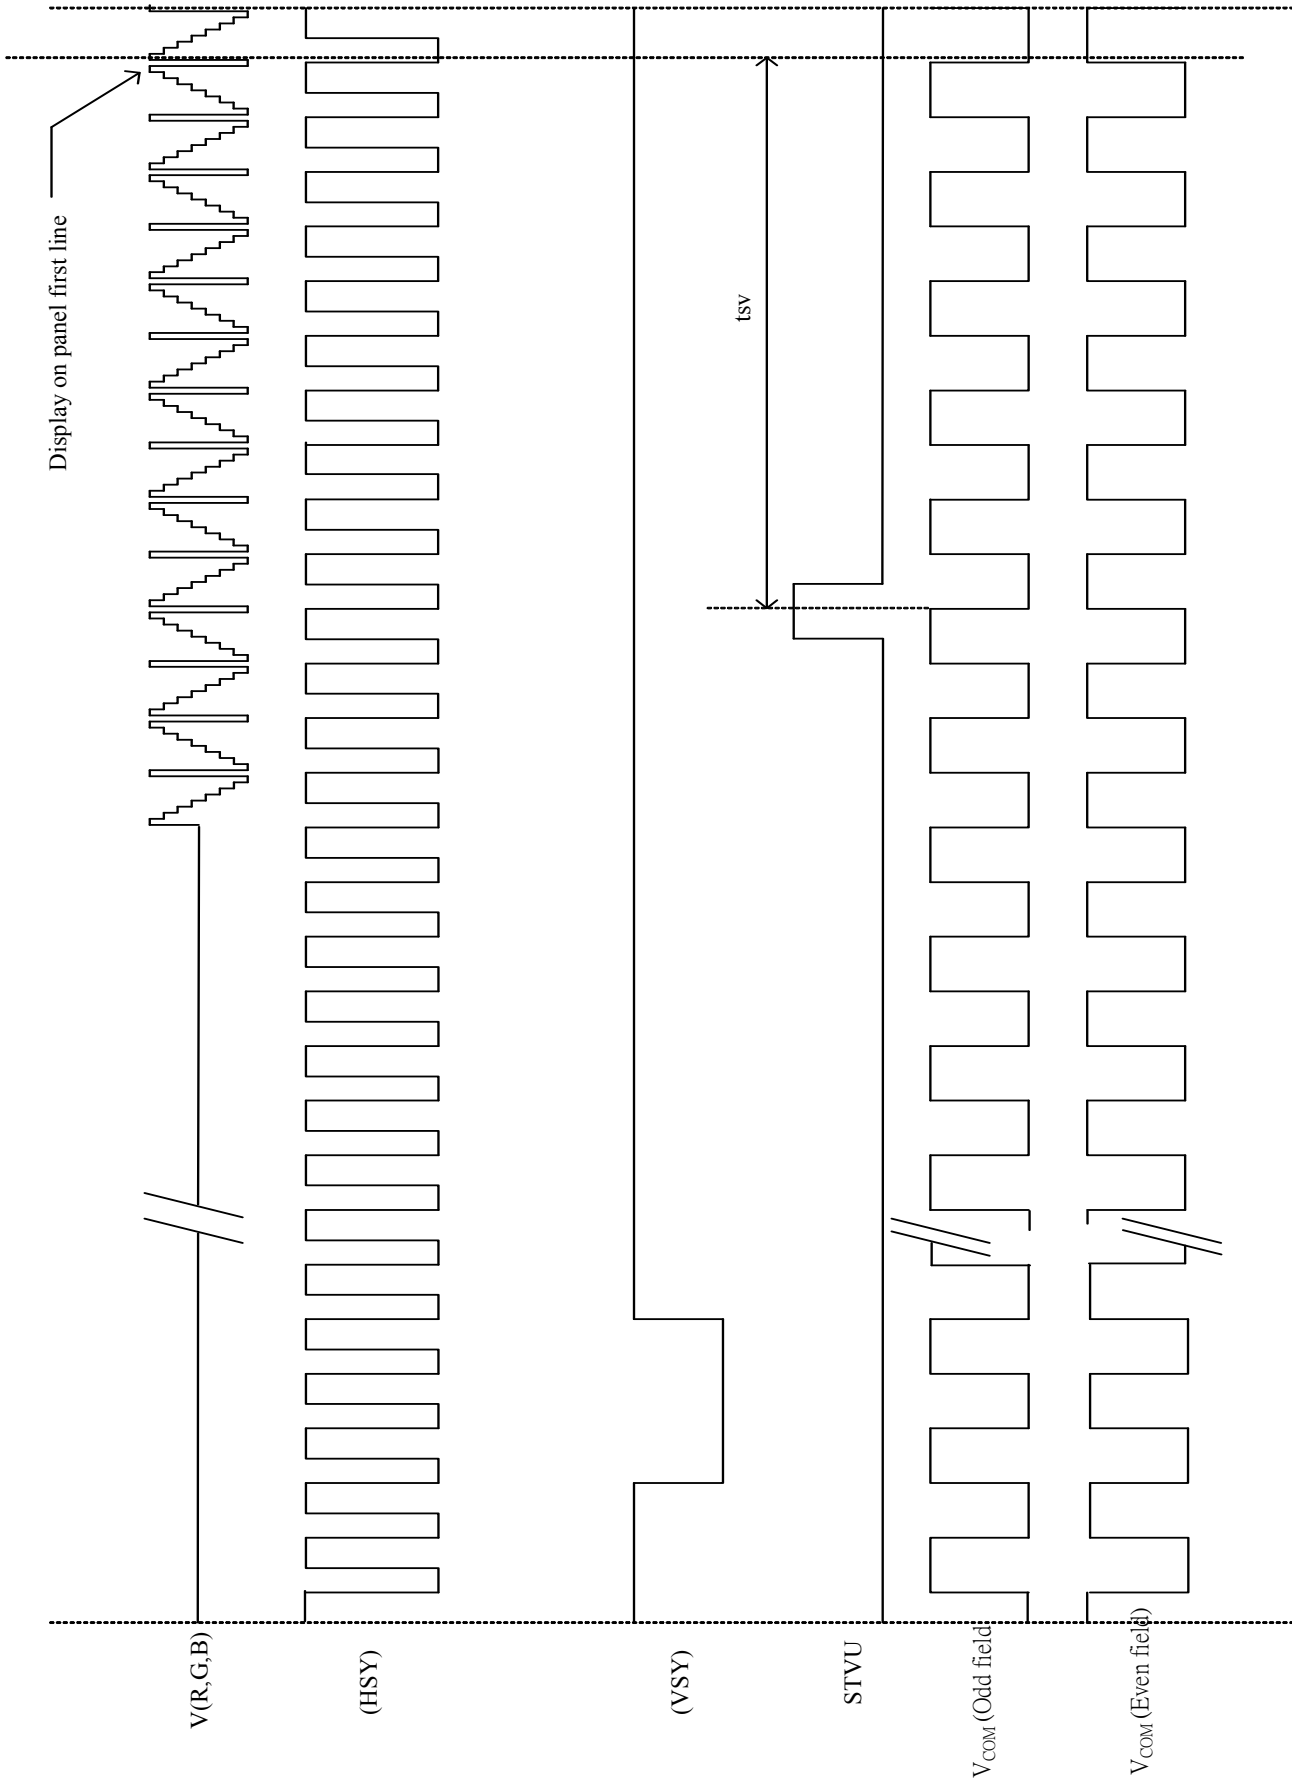 Display on panel first line
V(R,G,B)
(HSY)
(VSY)
tsv
STVU
VCOM (Odd field
VCOM (Even field)